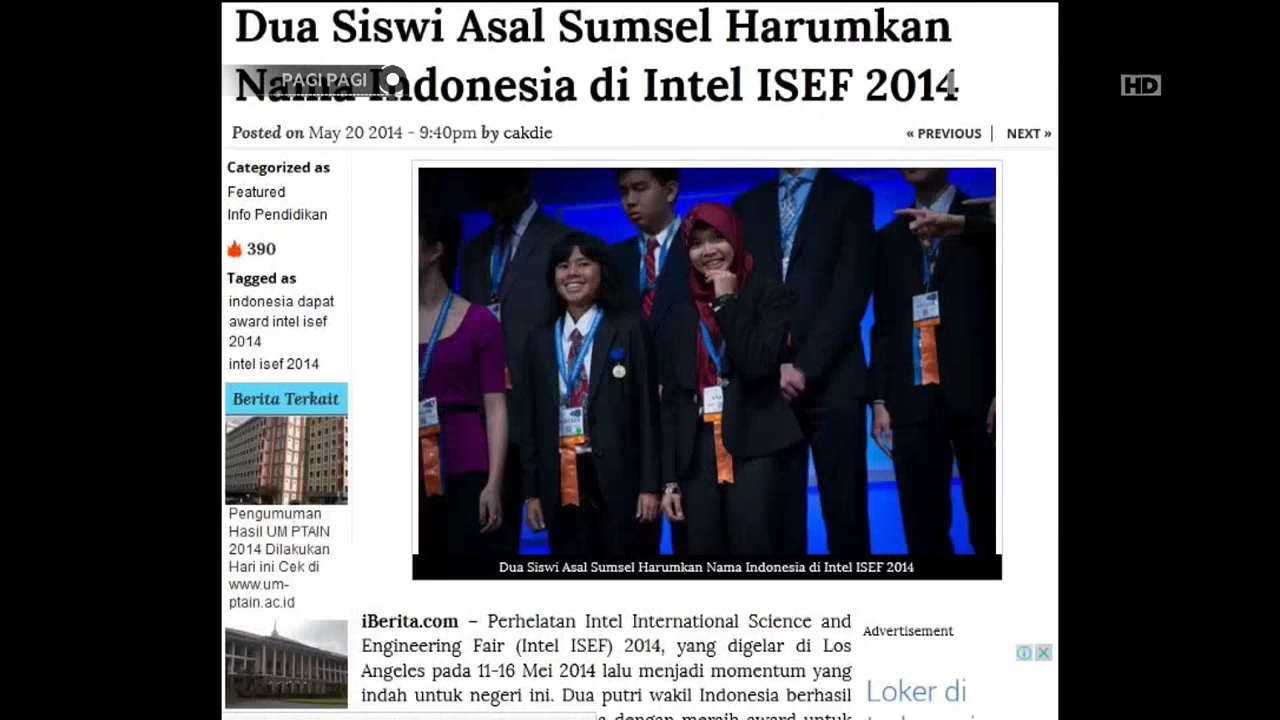 Dua Siswi Asal Sumsel Harumkan
Nama Indonesia di Intel ISEF 2014
PAGI PAGI
HD
Posted on May 20 2014 - 9:40pm by cakdie
« PREVIOUS | NEXT »
Categorized as
Featured
Info Pendidikan
390
Tagged as
indonesia dapat
award intel isef
2014
intel isef 2014
Berita Terkait
Pengumuman
Hasil UM PTAIN
2014 Dilakukan
Hari ini Cek di
www.um-
ptain.ac.id
Dua Siswi Asal Sumsel Harumkan Nama Indonesia di Intel ISEF 2014
iBerita.com – Perhelatan Intel International Science and
Engineering Fair (Intel ISEF) 2014, yang digelar di Los
Angeles pada 11-16 Mei 2014 lalu menjadi momentum yang
indah untuk negeri ini. Dua putri wakil Indonesia berhasil
dengan meraih award untuk
Advertisement
Loker di